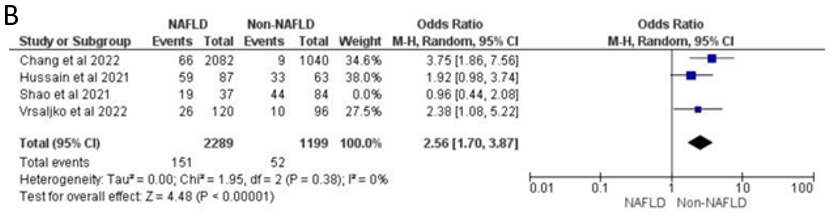 B
NAFLD Non-NAFLD Odds Ratio Odds Ratio
Study or Subgroup Events Total Events Total Weight M-H, Random, 95% CI M-H, Random, 95% CI
Chang et al 2022 66 2082 9 1040 34.6% 3.75 [1.86, 7.56]
Hussain et al 2021 59 87 33 63 38.0% 1.92 [0.98, 3.74]
Shao et al 2021 19 37 44 84 0.0% 0.96 [0.44, 2.08]
Vrsaljko et al 2022 26 120 10 96 27.5% 2.38 [1.08, 5.22]
Total (95% CI) 2289 1199 100.0% 2.56 [1.70, 3.87]
Total events 151 52
Heterogeneity: Tau² = 0.00; Chi² = 1.95, df = 2 (P = 0.38); I² = 0%
Test for overall effect: Z = 4.48 (P < 0.00001)
0.01 0.1 1 10 100
NAFLD Non-NAFLD